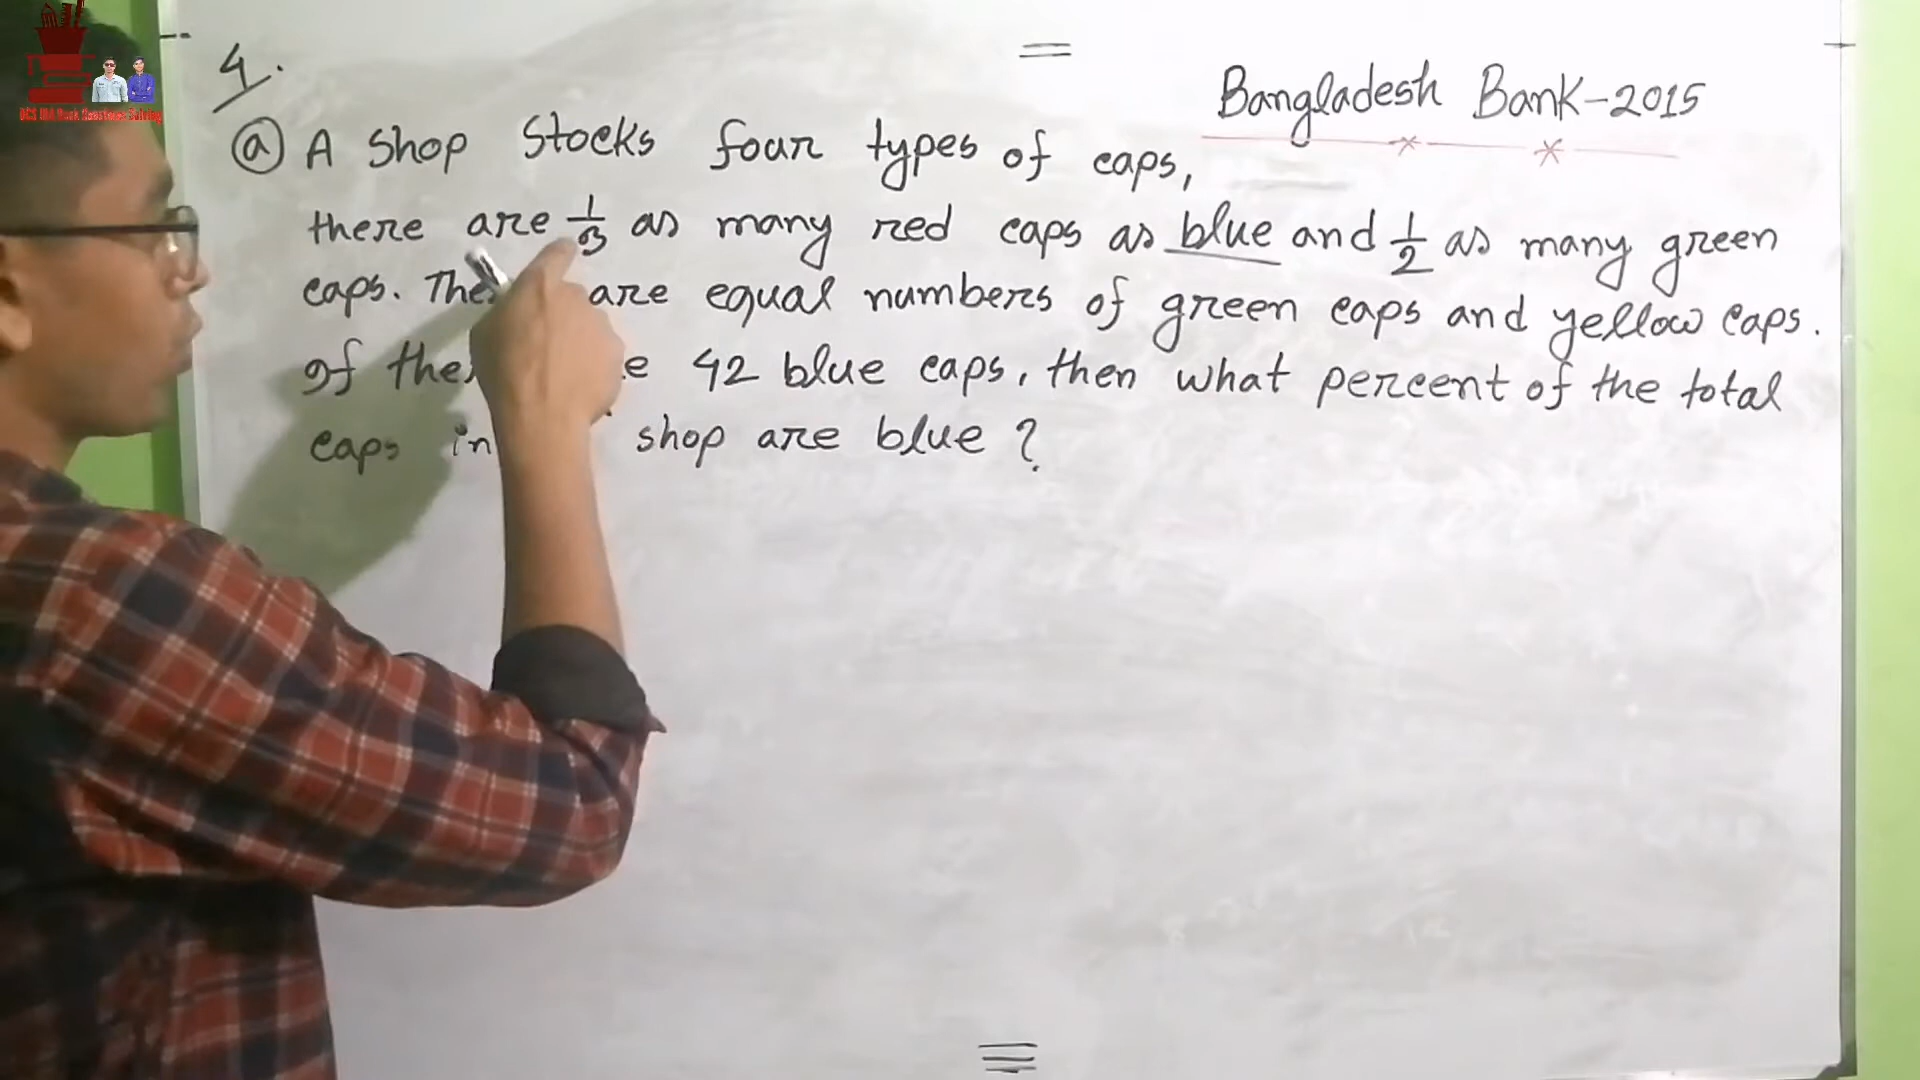 4.
Bangladesh Bank-2015
(a) A shop stocks four types of caps,
there are 1/3 as many red caps as blue and 1/2 as many green
caps. The are equal numbers of green caps and yellow caps.
If 42 blue caps, then what percent of the total
caps in shop are blue?